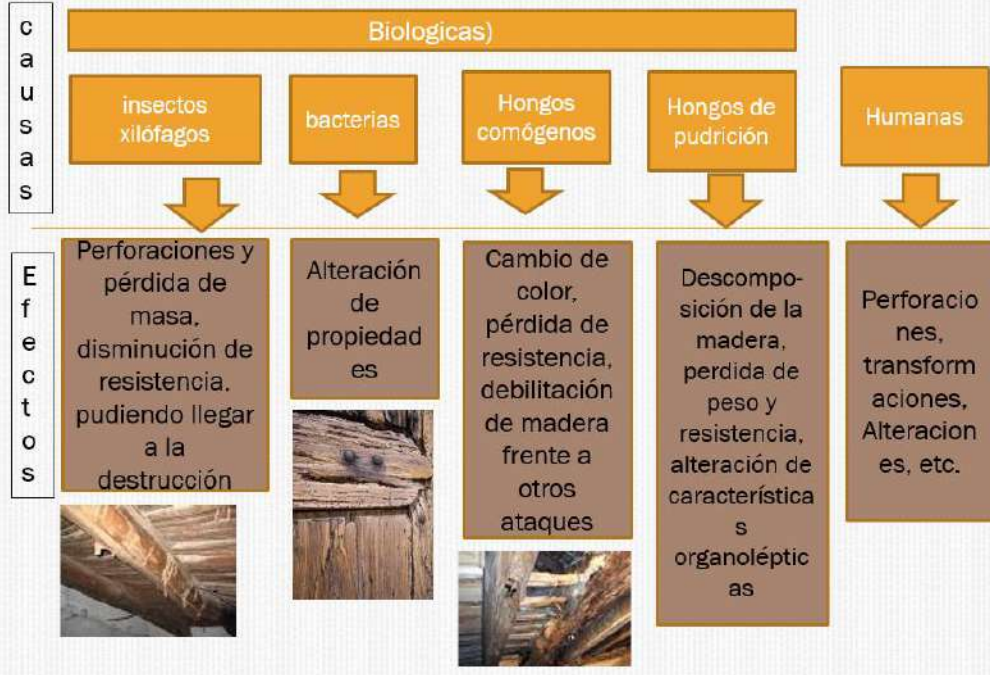 causas
Biologicas)
insectos
xilófagos
bacterias
Hongos
comógenos
Hongos de
pudrición
Humanas
Efectos
Perforaciones y
pérdida de
masa,
disminución de
resistencia.
pudiendo llegar
a la
destrucción
Alteración
de
propiedad
es
Cambio de
color,
pérdida de
resistencia,
debilitación
de madera
frente a
otros
ataques
Descompo-
sición de la
madera,
perdida de
peso y
resistencia,
alteración de
característica
s
organoléptic
as
Perforacio
nes,
transform
aciones,
Alteracion
es, etc.